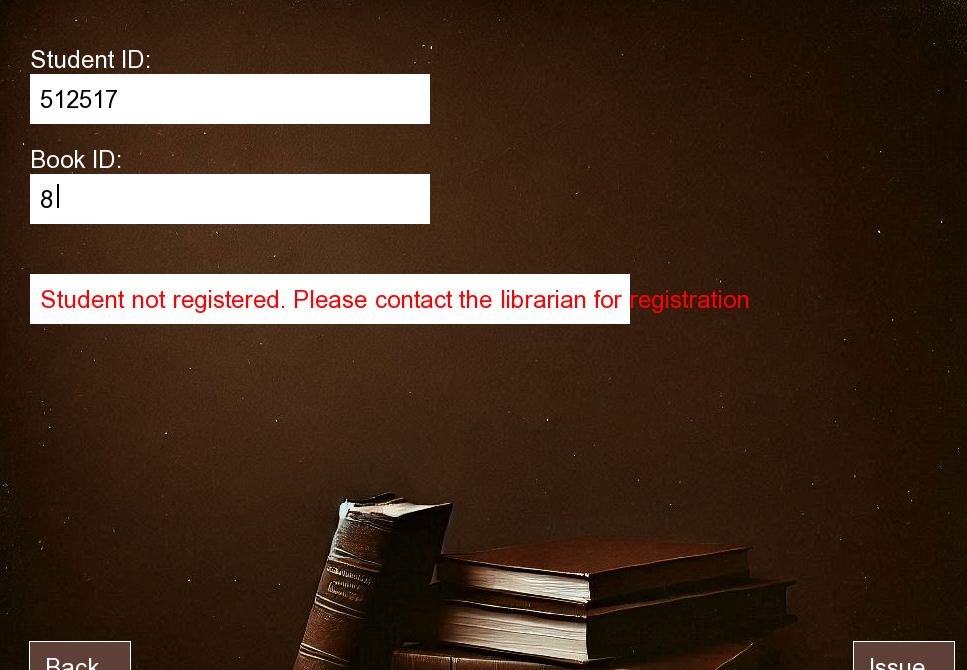 Student ID:
512517
Book ID:
8
Student not registered. Please contact the librarian for registration
Back
Issue